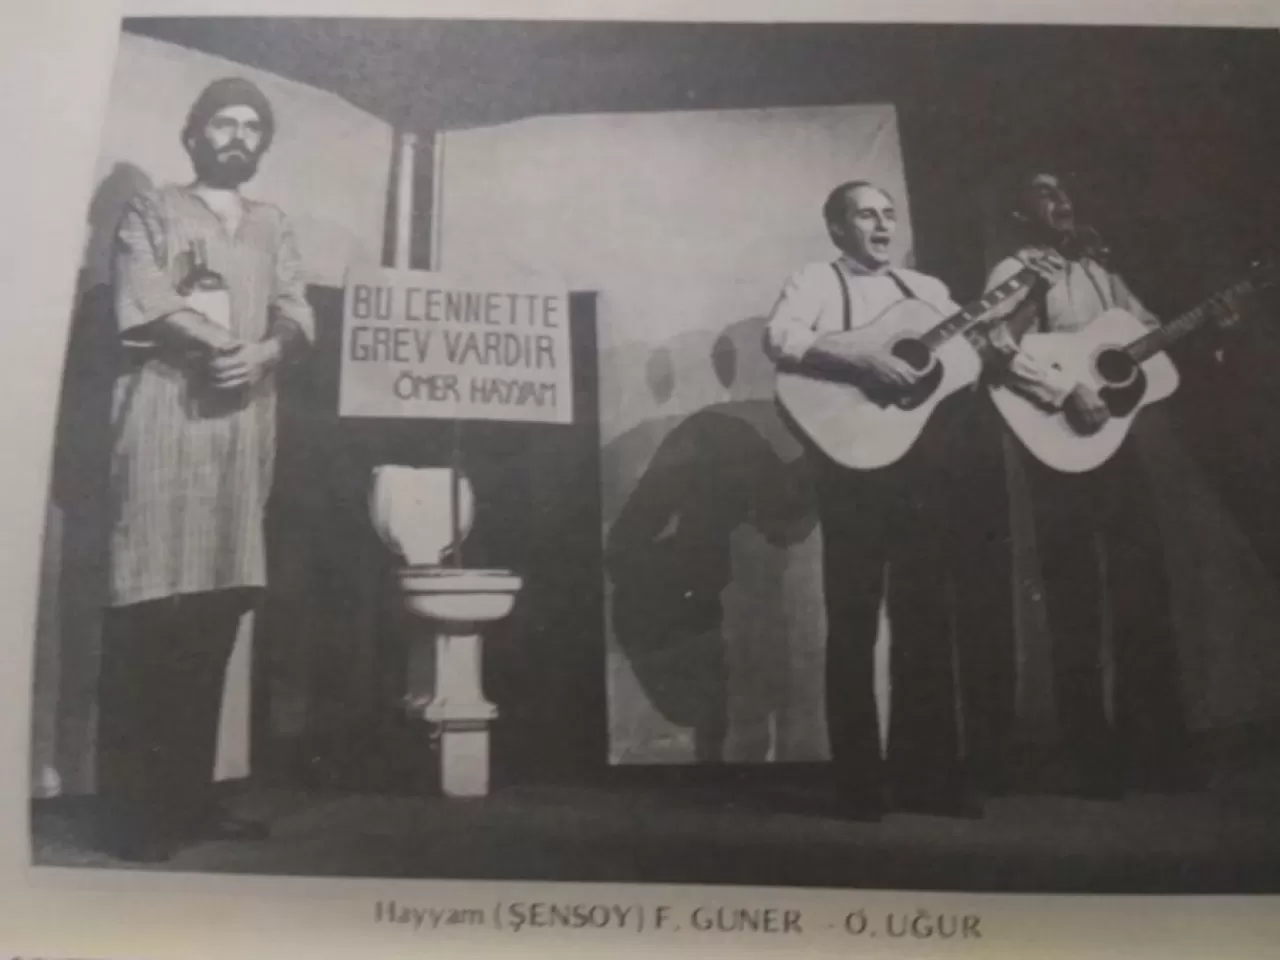 BU CENNETTE
GREV VARDIR
ÖMER HAYYAM
Hayyam (ŞENSOY) F. GÜNER - Ö. UĞUR